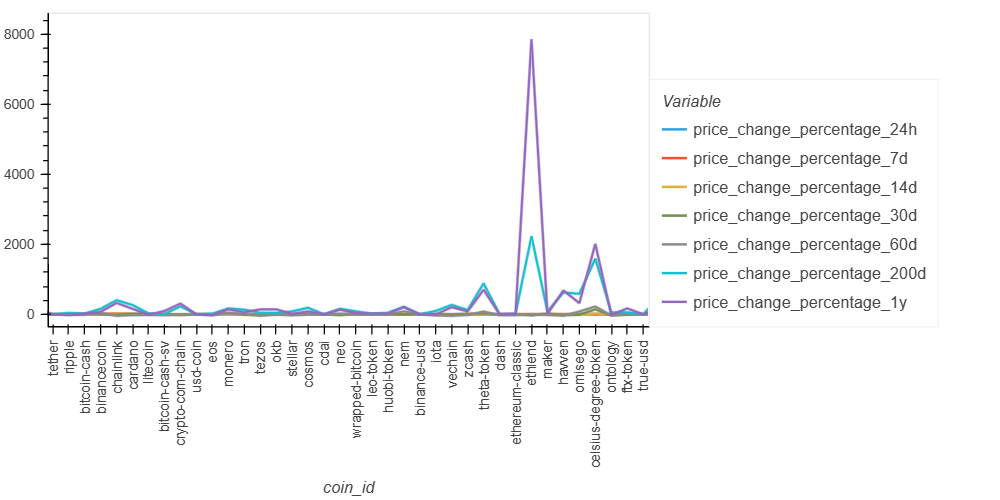 8000
6000
4000
2000
0
tether
ripple
bitcoin-cash
binancecoin
chainlink
cardano
litecoin
bitcoin-cash-sv
crypto-com-chain
usd-coin
eos
monero
tron
tezos
okb
stellar
cosmos
cdai
neo
wrapped-bitcoin
leo-token
huobi-token
nem
binance-usd
iota
vechain
zcash
theta-token
dash
ethereum-classic
ethlend
maker
havven
omisego
celsius-degree-token
ontology
ftx-token
true-usd
coin_id
Variable
price_change_percentage_24h
price_change_percentage_7d
price_change_percentage_14d
price_change_percentage_30d
price_change_percentage_60d
price_change_percentage_200d
price_change_percentage_1y